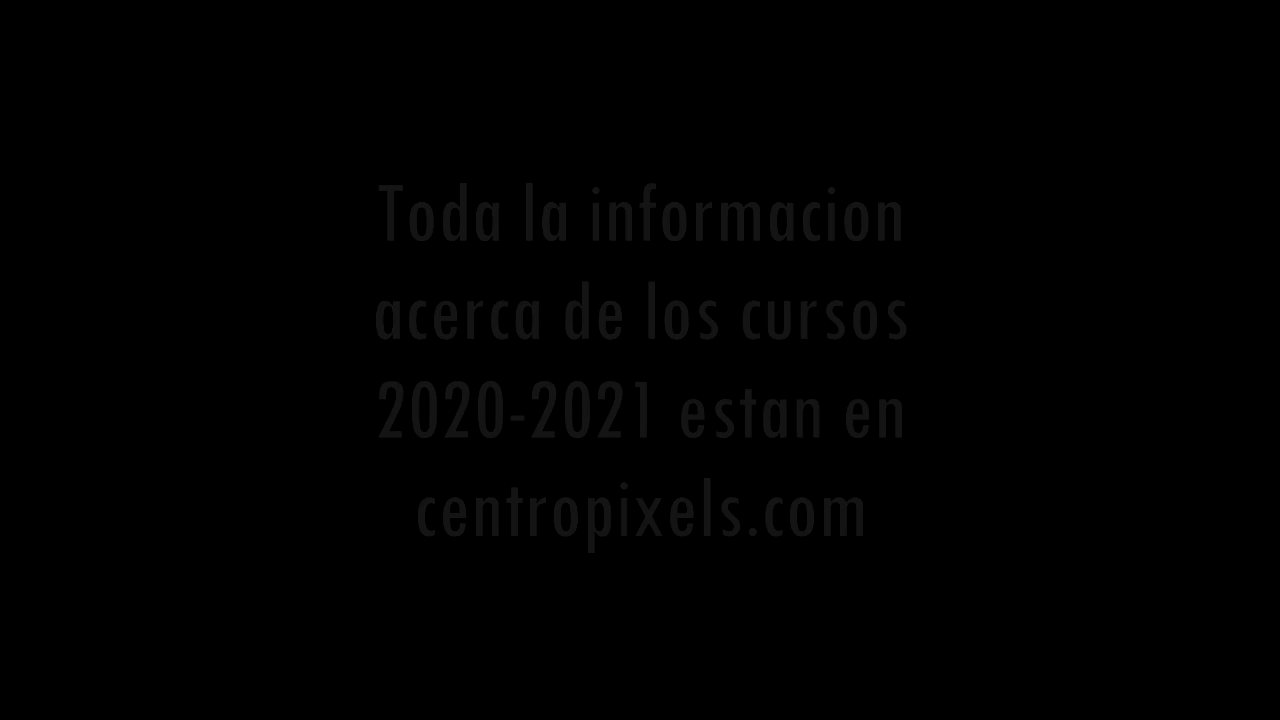 Toda la informacion
acerca de los cursos
2020-2021 estan en
centropixels.com